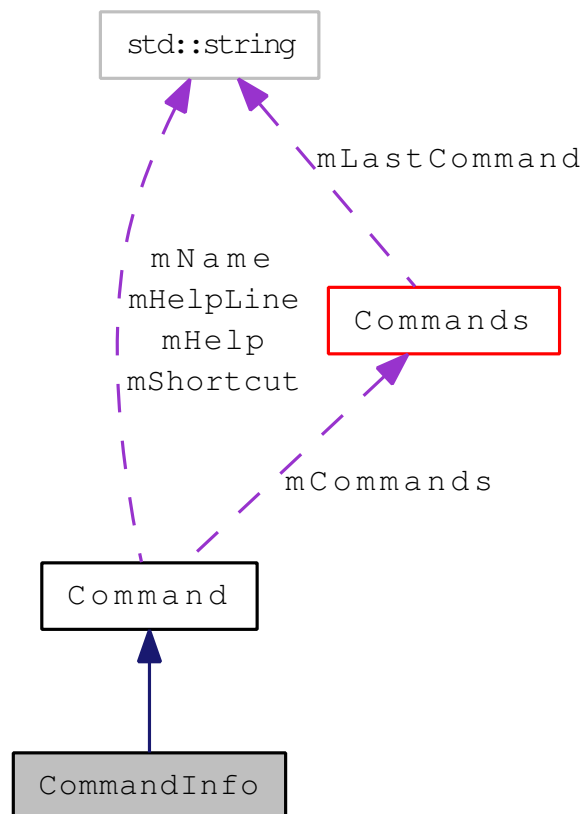 std::string
mLastCommand
mName
mHelpLine
mHelp
mShortcut
Commands
mCommands
Command
CommandInfo